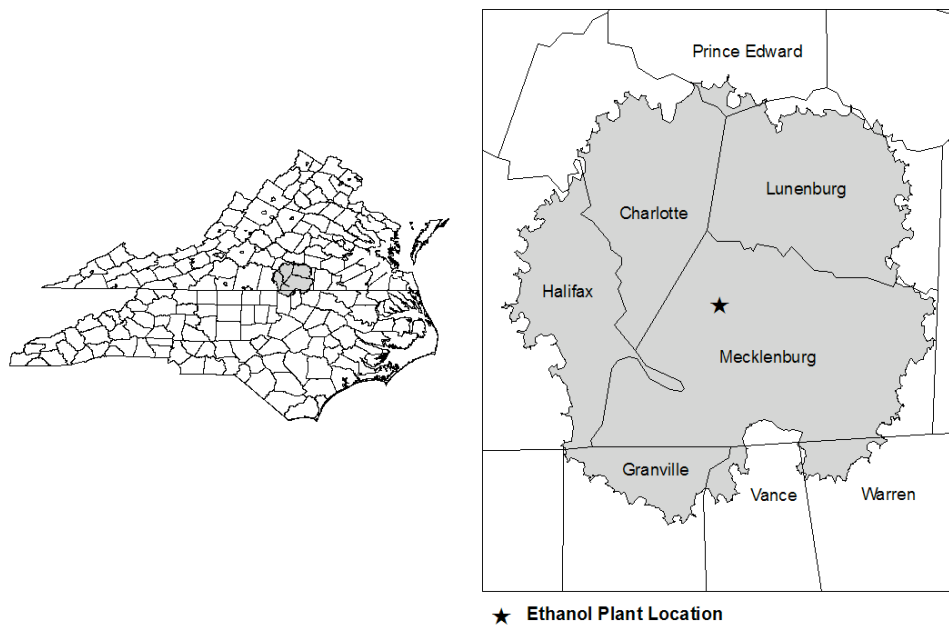 Prince Edward
Lunenburg
Charlotte
Halifax
Mecklenburg
Granville
Vance
Warren
Ethanol Plant Location